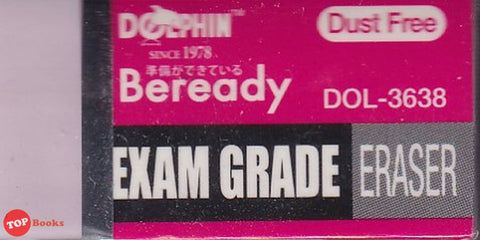 DOLPHIN™
Dust Free
SINCE 1978
準備ができている
Beready
DOL-3638
EXAM GRADE ERASER
TOP Books